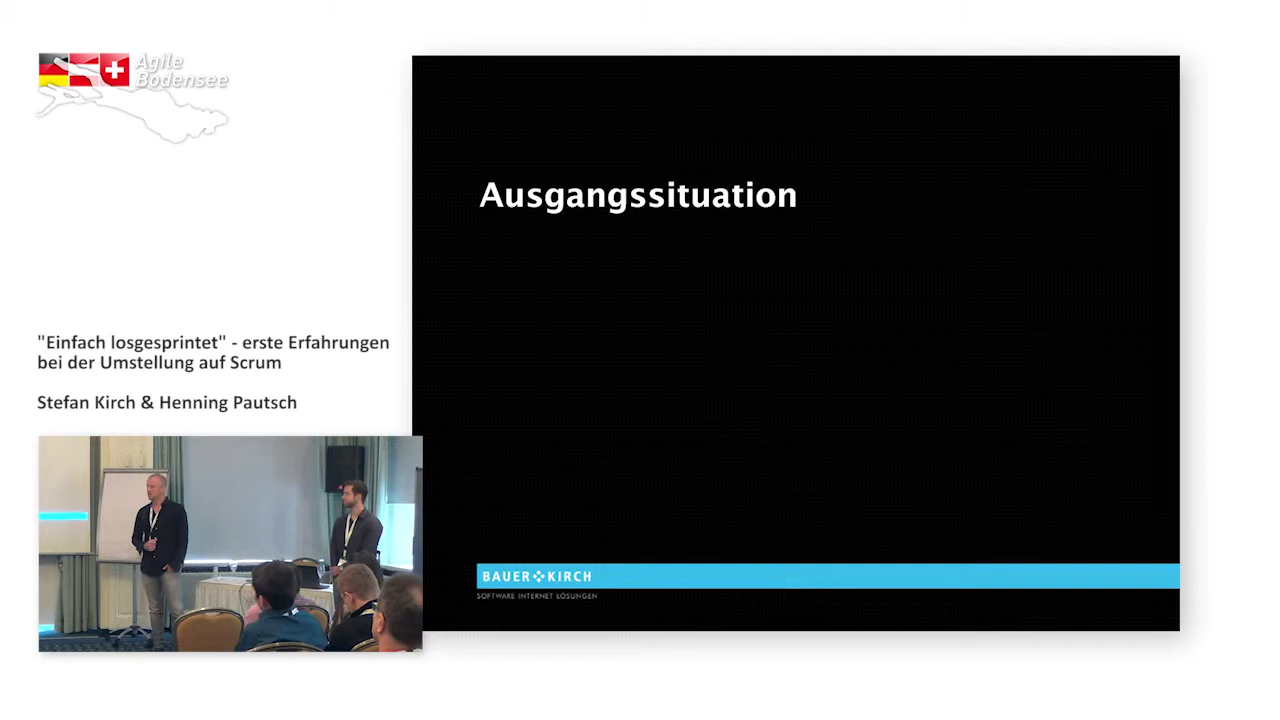 Agile
Bodensee
Ausgangssituation
"Einfach losgesprintet" - erste Erfahrungen
bei der Umstellung auf Scrum
Stefan Kirch & Henning Pautsch
BAUER KIRCH
SOFTWARE INTERNET LÖSUNGEN